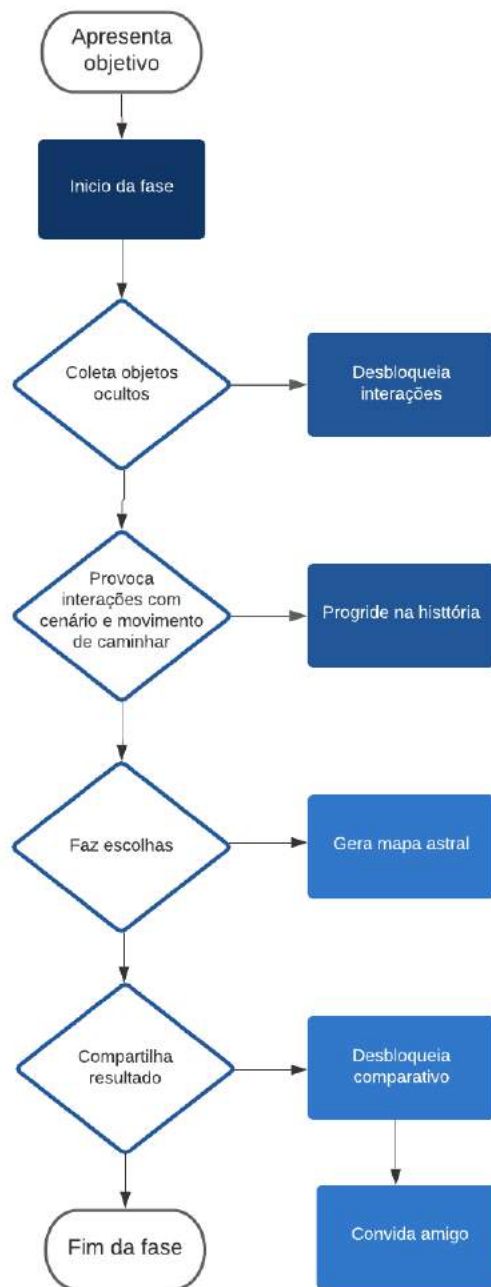 Apresenta
objetivo
Inicio da fase
Coleta objetos
ocultos
Desbloqueia
interações
Provoca
interações com
cenário e movimento
de caminhar
Progride na histtória
Faz escolhas
Gera mapa astral
Compartilha
resultado
Desbloqueia
comparativo
Fim da fase
Convida amigo